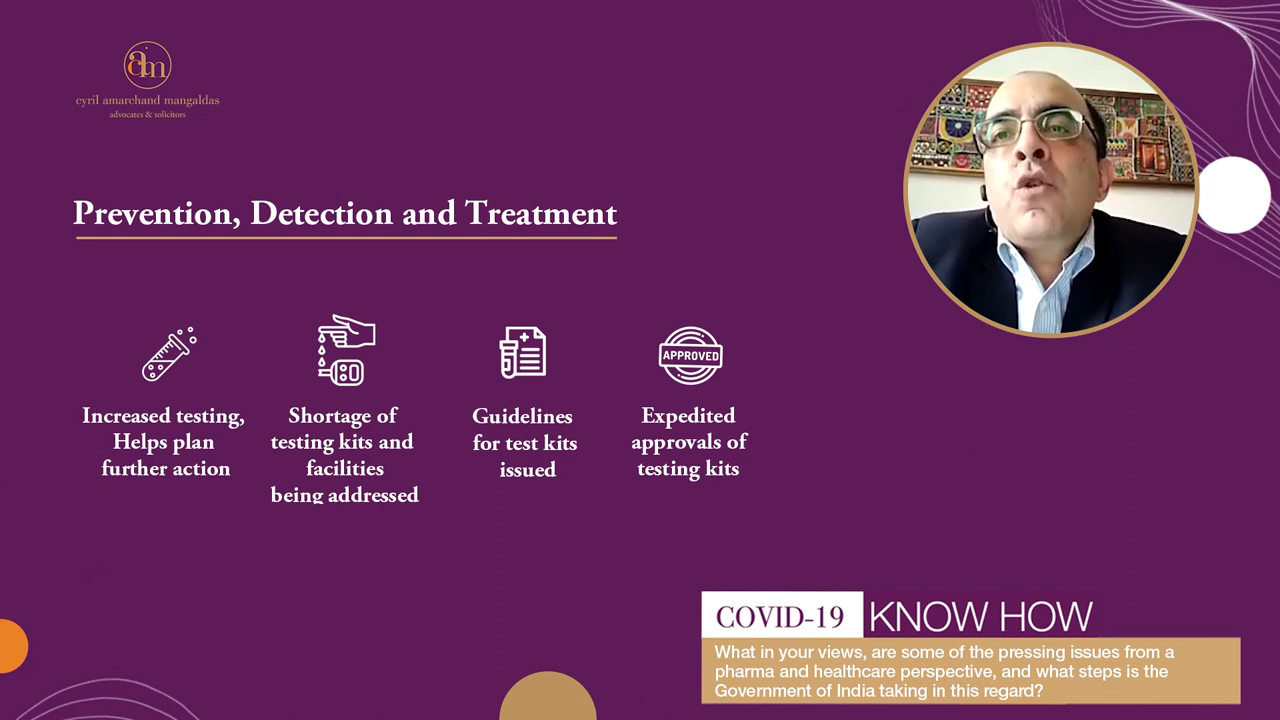 cyril amarchand mangaldas
advocates & solicitors
Prevention, Detection and Treatment
Increased testing,
Helps plan
further action
Shortage of
testing kits and
facilities
being addressed
Guidelines
for test kits
issued
APPROVED
Expedited
approvals of
testing kits
COVID-19 KNOW HOW
What in your views, are some of the pressing issues from a
pharma and healthcare perspective, and what steps is the
Government of India taking in this regard?